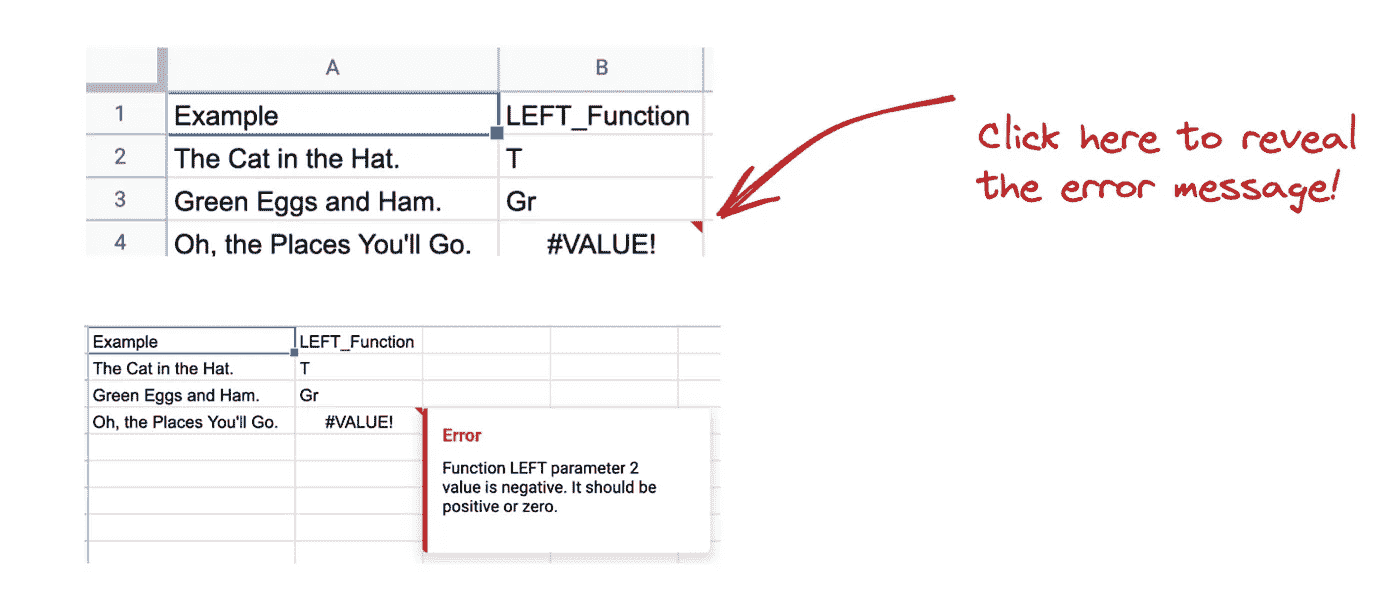 A B
1 Example LEFT_Function
2 The Cat in the Hat. T
3 Green Eggs and Ham. Gr
4 Oh, the Places You'll Go. #VALUE!
Click here to reveal
the error message!
Example LEFT_Function
The Cat in the Hat. T
Green Eggs and Ham. Gr
Oh, the Places You'll Go. #VALUE!
Error
Function LEFT parameter 2
value is negative. It should be
positive or zero.